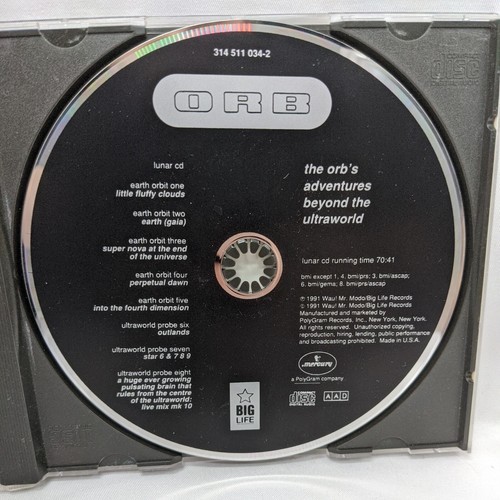 314 511 034-2
ORB
lunar cd
earth orbit one
little fluffy clouds
earth orbit two
earth (gaia)
earth orbit three
super nova at the end
of the universe
earth orbit four
perpetual dawn
earth orbit five
into the fourth dimension
ultraworld probe six
outlands
ultraworld probe seven
star 6 & 7 8 9
ultraworld probe eight
a huge ever growing
pulsating brain that
rules from the centre
of the ultraworld:
live mix mk 10
the orb's
adventures
beyond the
ultraworld
lunar cd running time 70:41
bmi except 1, 4. bmi/prs; 3. bmi/ascap;
6. bmi/gema; 8. bmi/prs/ascap
℗ 1991 Wau! Mr. Modo/Big Life Records
© 1991 Wau! Mr. Modo/Big Life Records
Manufactured and marketed by
PolyGram Records, Inc., New York, New York.
All rights reserved. Unauthorized copying,
reproduction, hiring, lending, public performance
and broadcasting prohibited. Made in U.S.A.
mercury
a PolyGram company
BIG
LIFE
COMPACT
disc
DIGITAL AUDIO
AAD
disc